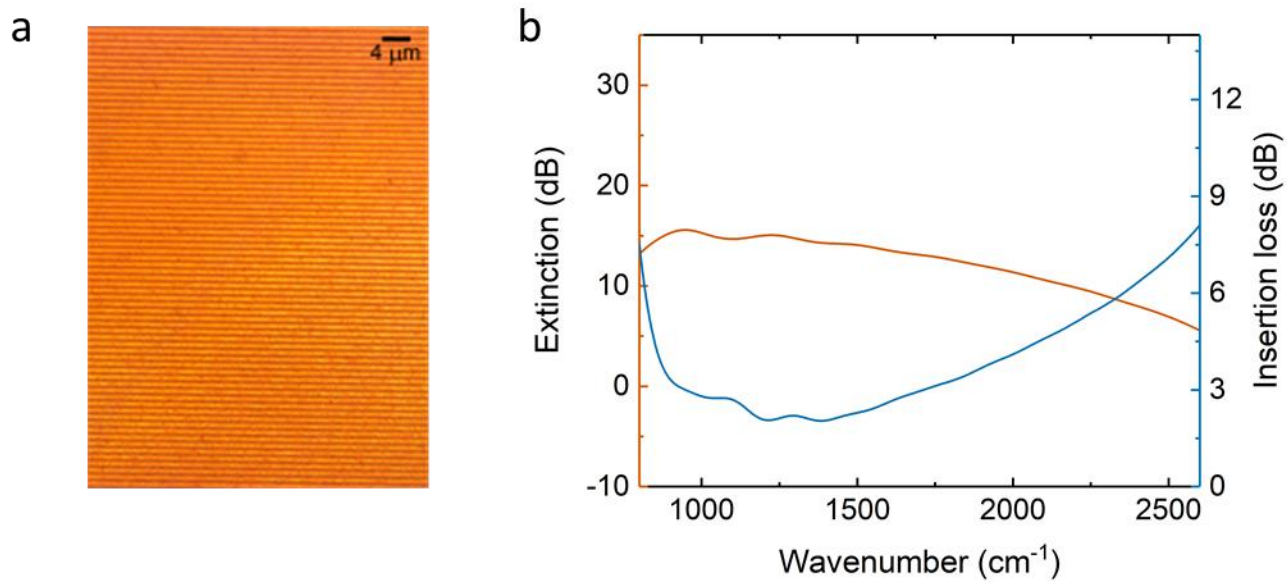 a
4 µm
b
Extinction (dB)
30
20
10
0
-10
1000
1500
2000
2500
Wavenumber (cm⁻¹)
12
9
6
3
0
Insertion loss (dB)